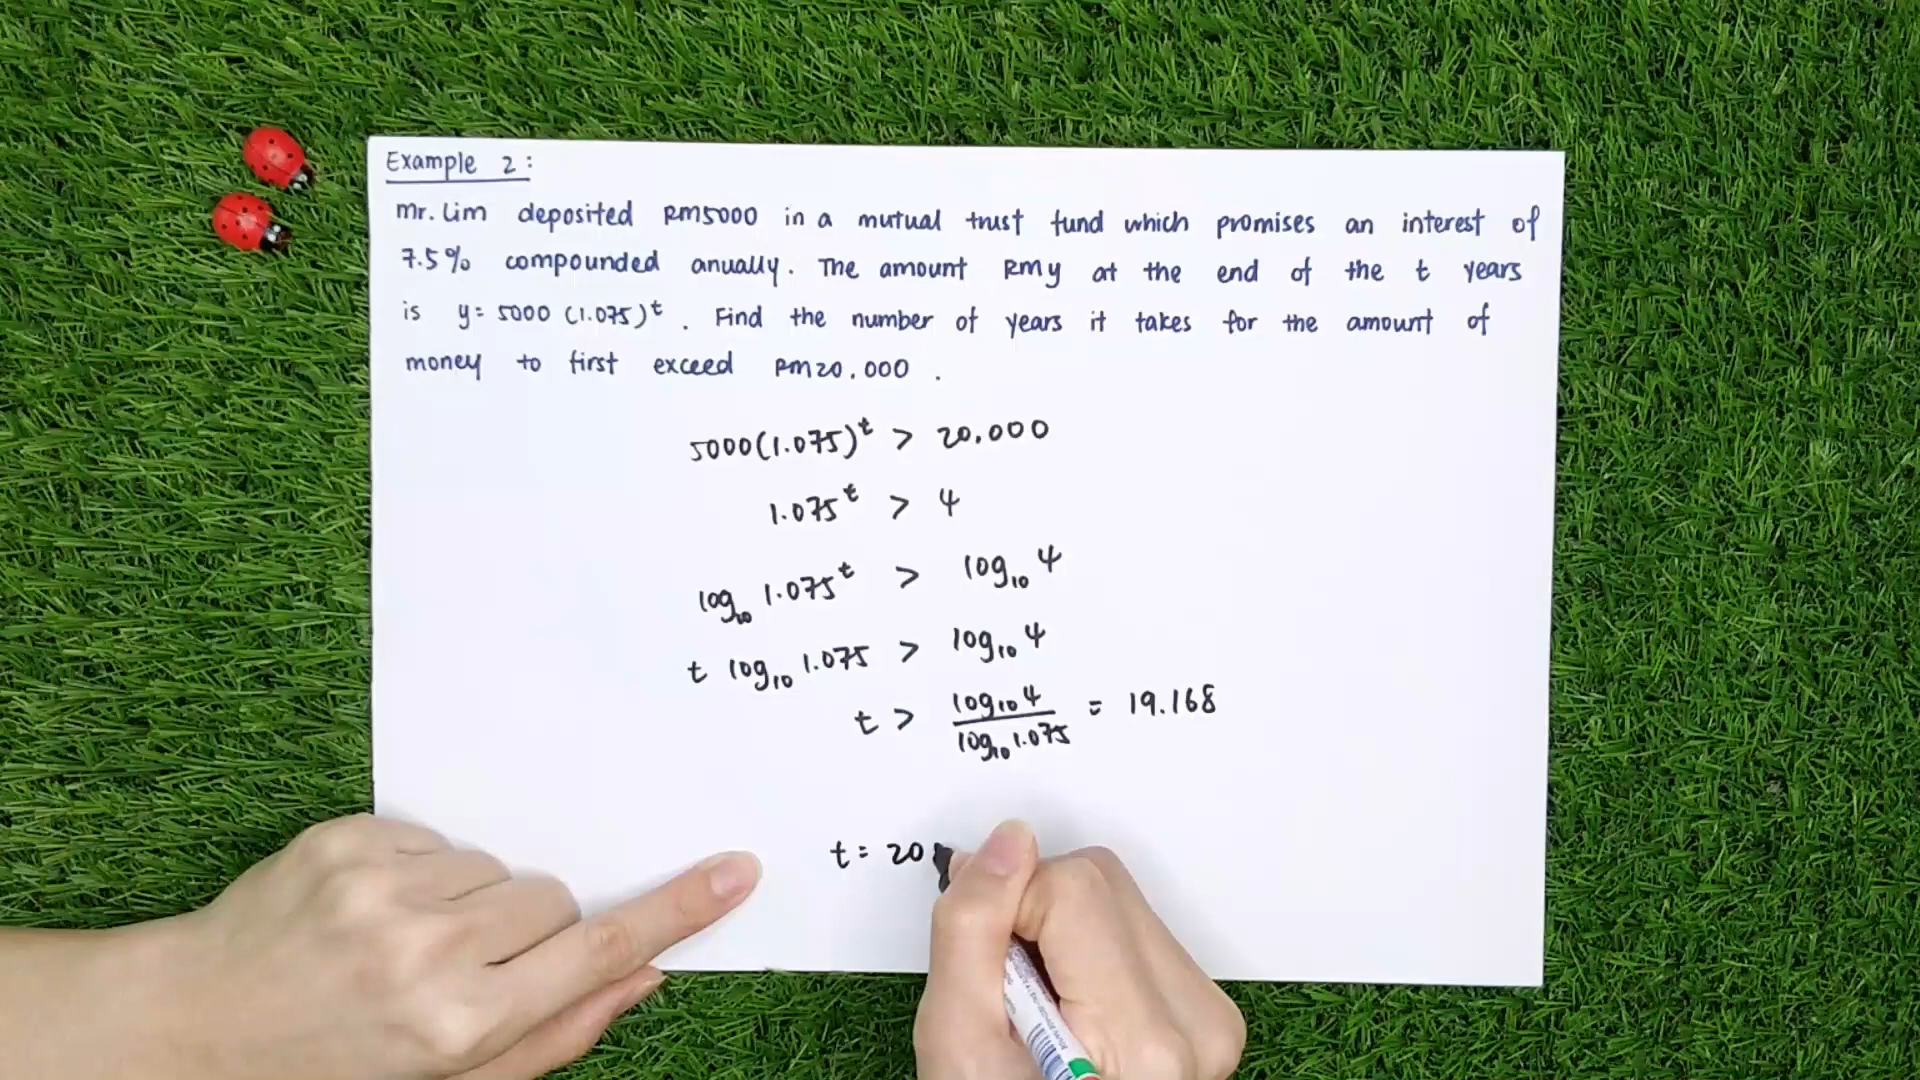 Example 2:
Mr. Lim deposited RM5000 in a mutual trust fund which promises an interest of
7.5% compounded anually. The amount RMy at the end of the t years
is y = 5000 (1.075)^t. Find the number of years it takes for the amount of
money to first exceed RM20,000.
5000(1.075)^t > 20,000
1.075^t > 4
log₁₀ 1.075^t > log₁₀ 4
t log₁₀ 1.075 > log₁₀ 4
t > log₁₀ 4 / log₁₀ 1.075 = 19.168
t = 20